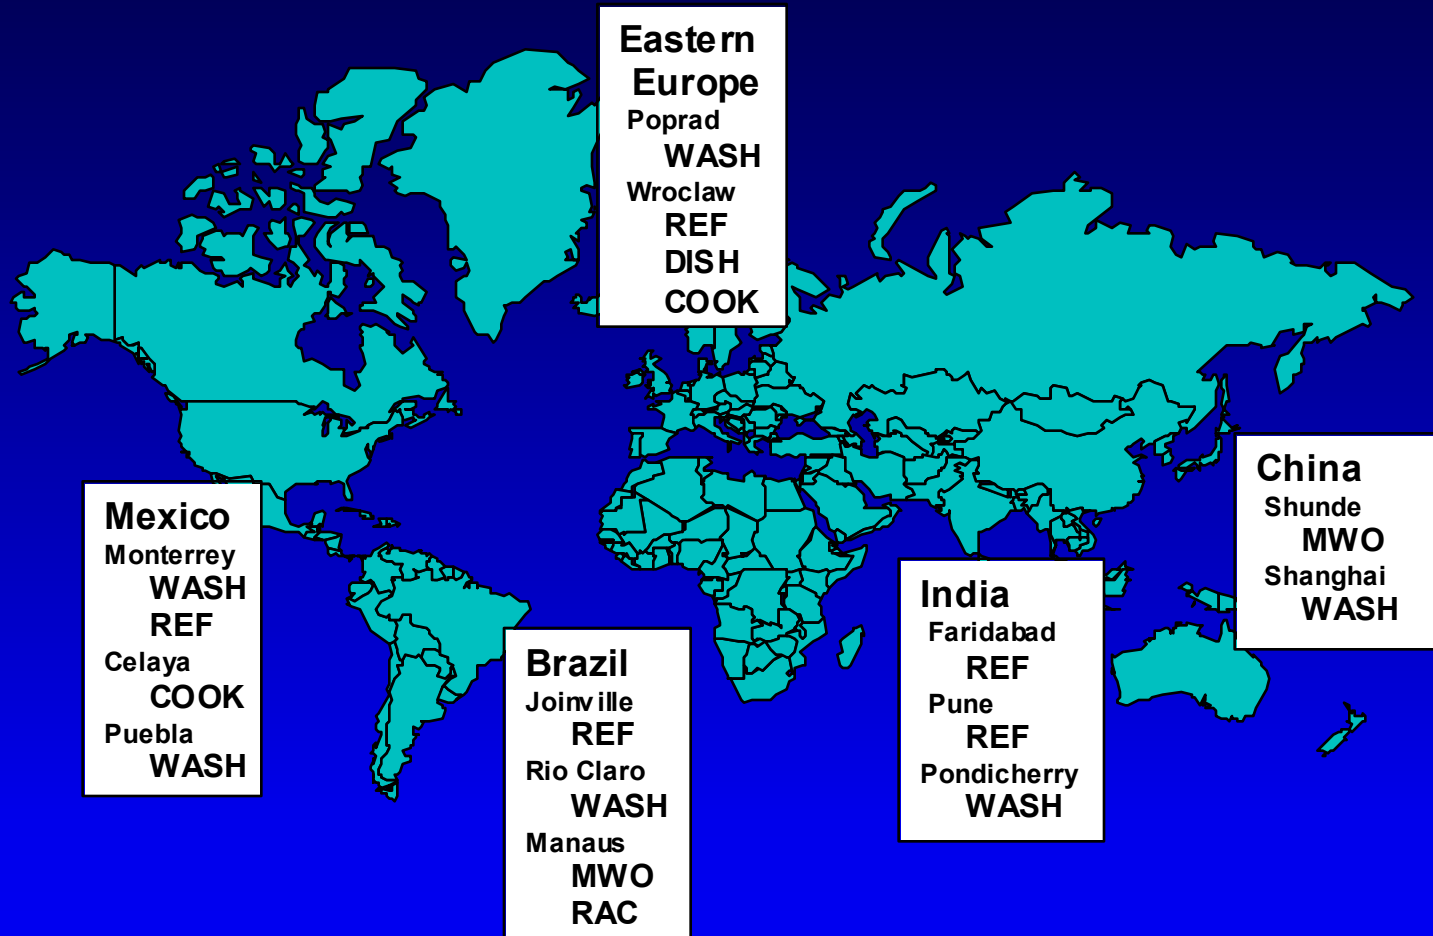 Eastern
Europe
Poprad
WASH
Wroclaw
REF
DISH
COOK
Mexico
Monterrey
WASH
REF
Celaya
COOK
Puebla
WASH
Brazil
Joinville
REF
Rio Claro
WASH
Manaus
MWO
RAC
India
Faridabad
REF
Pune
REF
Pondicherry
WASH
China
Shunde
MWO
Shanghai
WASH